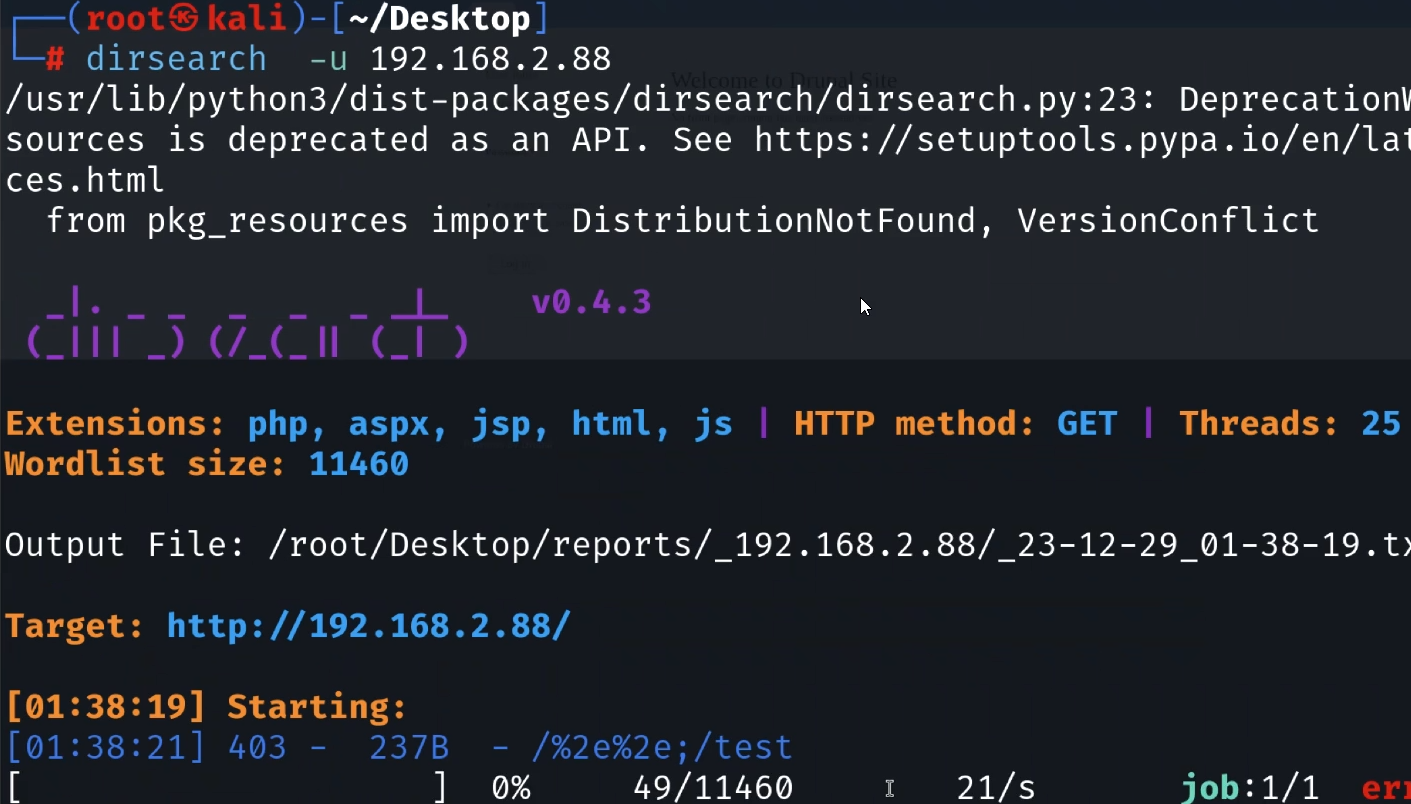 (root㉿kali)-[~/Desktop]
# dirsearch  -u 192.168.2.88
Welcome to Drupal Site
/usr/lib/python3/dist-packages/dirsearch/dirsearch.py:23: DeprecationW
sources is deprecated as an API. See https://setuptools.pypa.io/en/lat
ces.html
  from pkg_resources import DistributionNotFound, VersionConflict
v0.4.3
Extensions: php, aspx, jsp, html, js | HTTP method: GET | Threads: 25
Wordlist size: 11460
Output File: /root/Desktop/reports/_192.168.2.88/_23-12-29_01-38-19.tx
Target: http://192.168.2.88/
[01:38:19] Starting:
[01:38:21] 403 -  237B  - /%2e%2e;/test
[                    ]  0%     49/11460        21/s       job:1/1  err